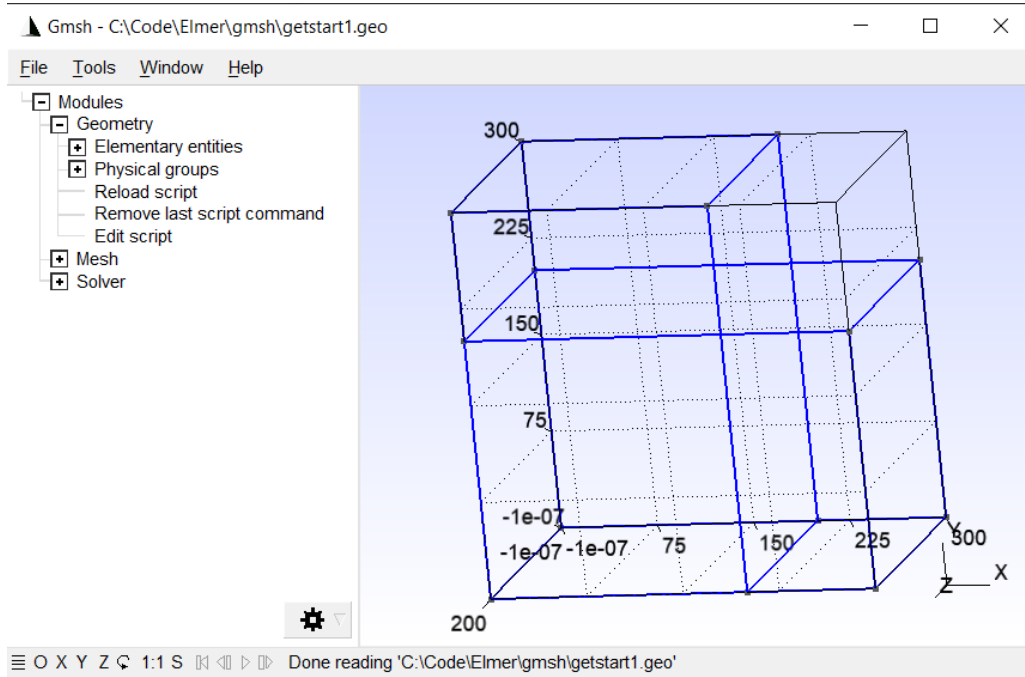 Gmsh - C:\Code\Elmer\gmsh\getstart1.geo
File Tools Window Help
Modules
Geometry
Elementary entities
Physical groups
Reload script
Remove last script command
Edit script
Mesh
Solver
300
225
150
75
-1e-07
-1e-07 -1e-07 75 150 225 300
200
Y
Z
X
O X Y Z 1:1 S Done reading 'C:\Code\Elmer\gmsh\getstart1.geo'